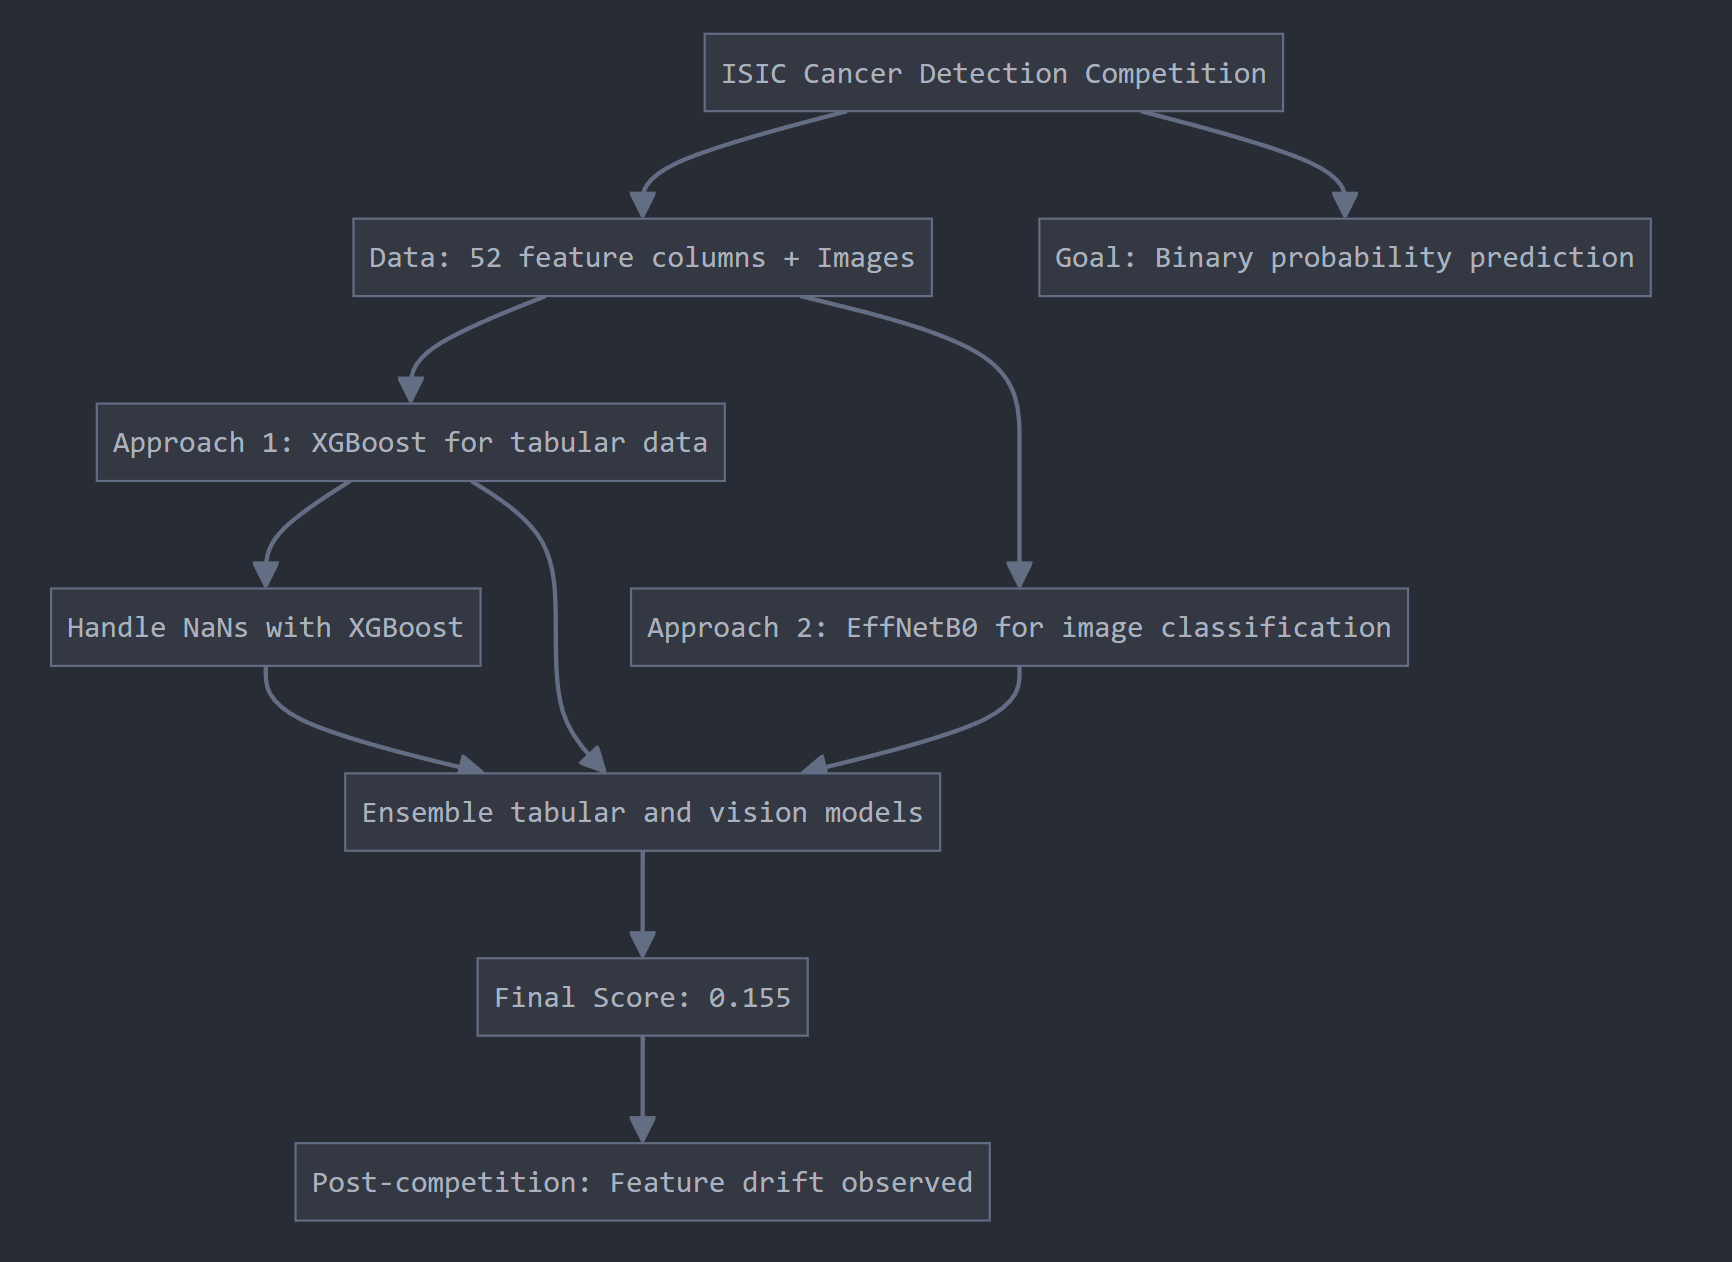 ISIC Cancer Detection Competition
Data: 52 feature columns + Images
Goal: Binary probability prediction
Approach 1: XGBoost for tabular data
Handle NaNs with XGBoost
Approach 2: EffNetB0 for image classification
Ensemble tabular and vision models
Final Score: 0.155
Post-competition: Feature drift observed